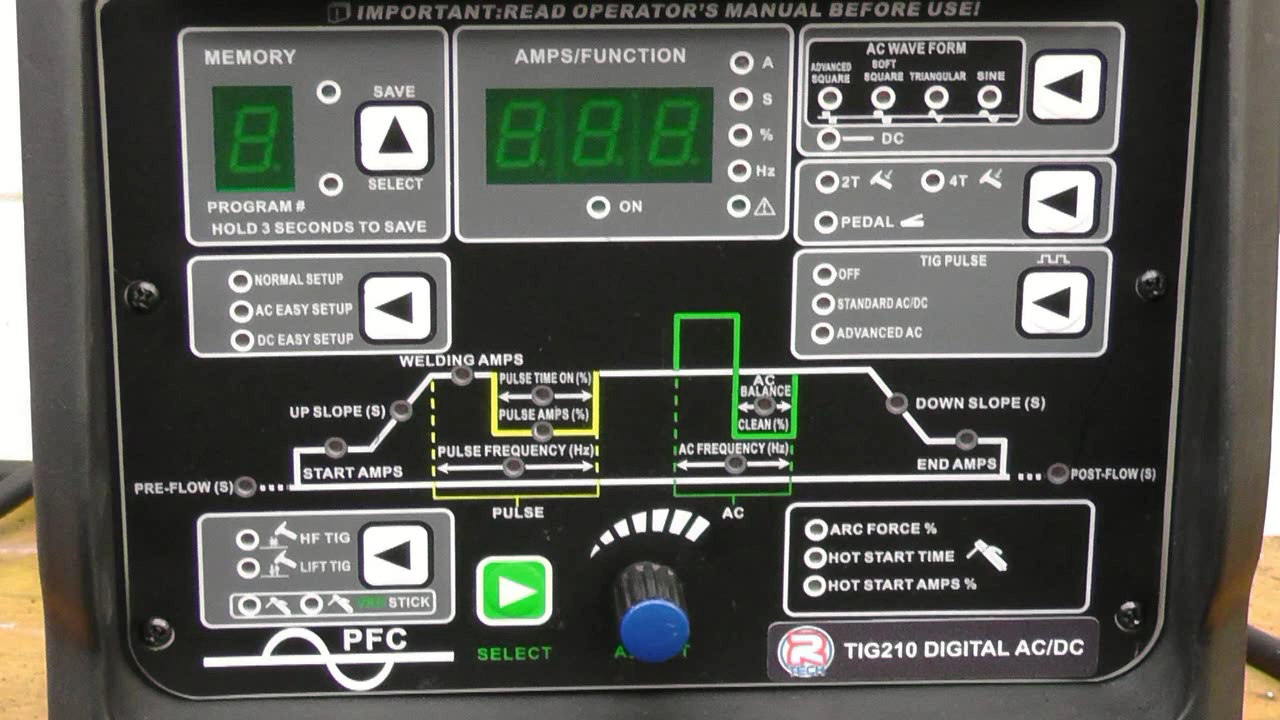 IMPORTANT:READ OPERATOR'S MANUAL BEFORE USE!
MEMORY
SAVE
SELECT
PROGRAM #
HOLD 3 SECONDS TO SAVE
AMPS/FUNCTION
A
S
%
Hz
ON
AC WAVE FORM
ADVANCED SQUARE
SOFT SQUARE
TRIANGULAR
SINE
DC
2T
4T
PEDAL
NORMAL SETUP
AC EASY SETUP
DC EASY SETUP
TIG PULSE
OFF
STANDARD AC/DC
ADVANCED AC
WELDING AMPS
PULSE TIME ON (%)
PULSE AMPS (%)
UP SLOPE (S)
START AMPS
PULSE FREQUENCY (Hz)
PRE-FLOW (S)
PULSE
AC
BALANCE
CLEAN (%)
AC FREQUENCY (Hz)
AC
DOWN SLOPE (S)
END AMPS
POST-FLOW (S)
HF TIG
LIFT TIG
VRD STICK
PFC
SELECT
ARC FORCE %
HOT START TIME
HOT START AMPS %
R
TECH
TIG210 DIGITAL AC/DC